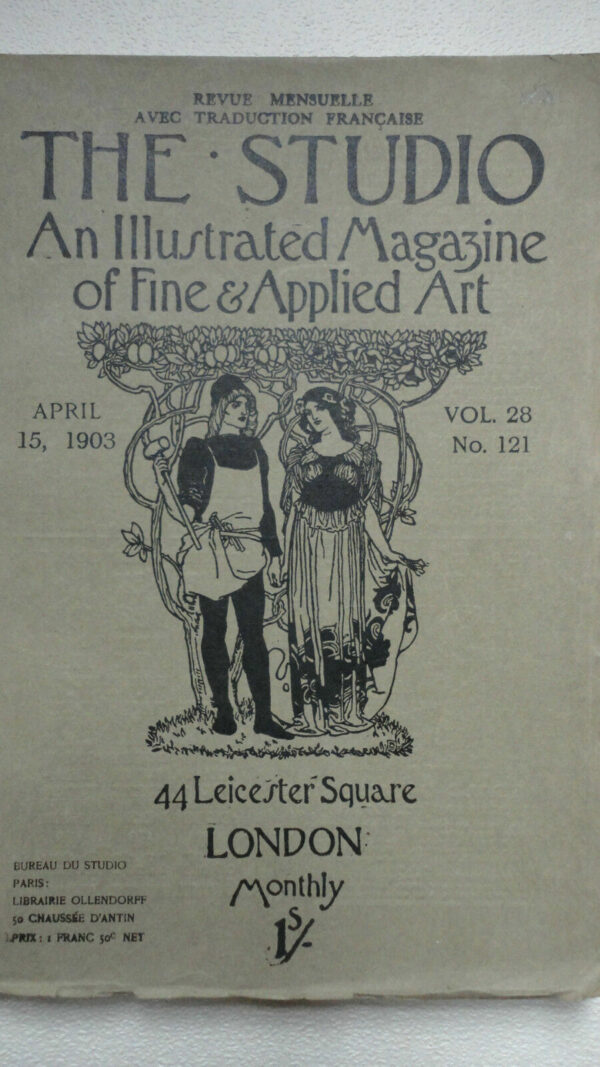 REVUE MENSUELLE
AVEC TRADUCTION FRANÇAISE
THE · STUDIO
An Illustrated Magazine
of Fine & Applied Art
APRIL
15, 1903
VOL. 28
No. 121
44 Leicester Square
LONDON
Monthly
1S/-
BUREAU DU STUDIO
PARIS:
LIBRAIRIE OLLENDORFF
50 CHAUSSÉE D'ANTIN
PRIX: 1 FRANC 50C NET